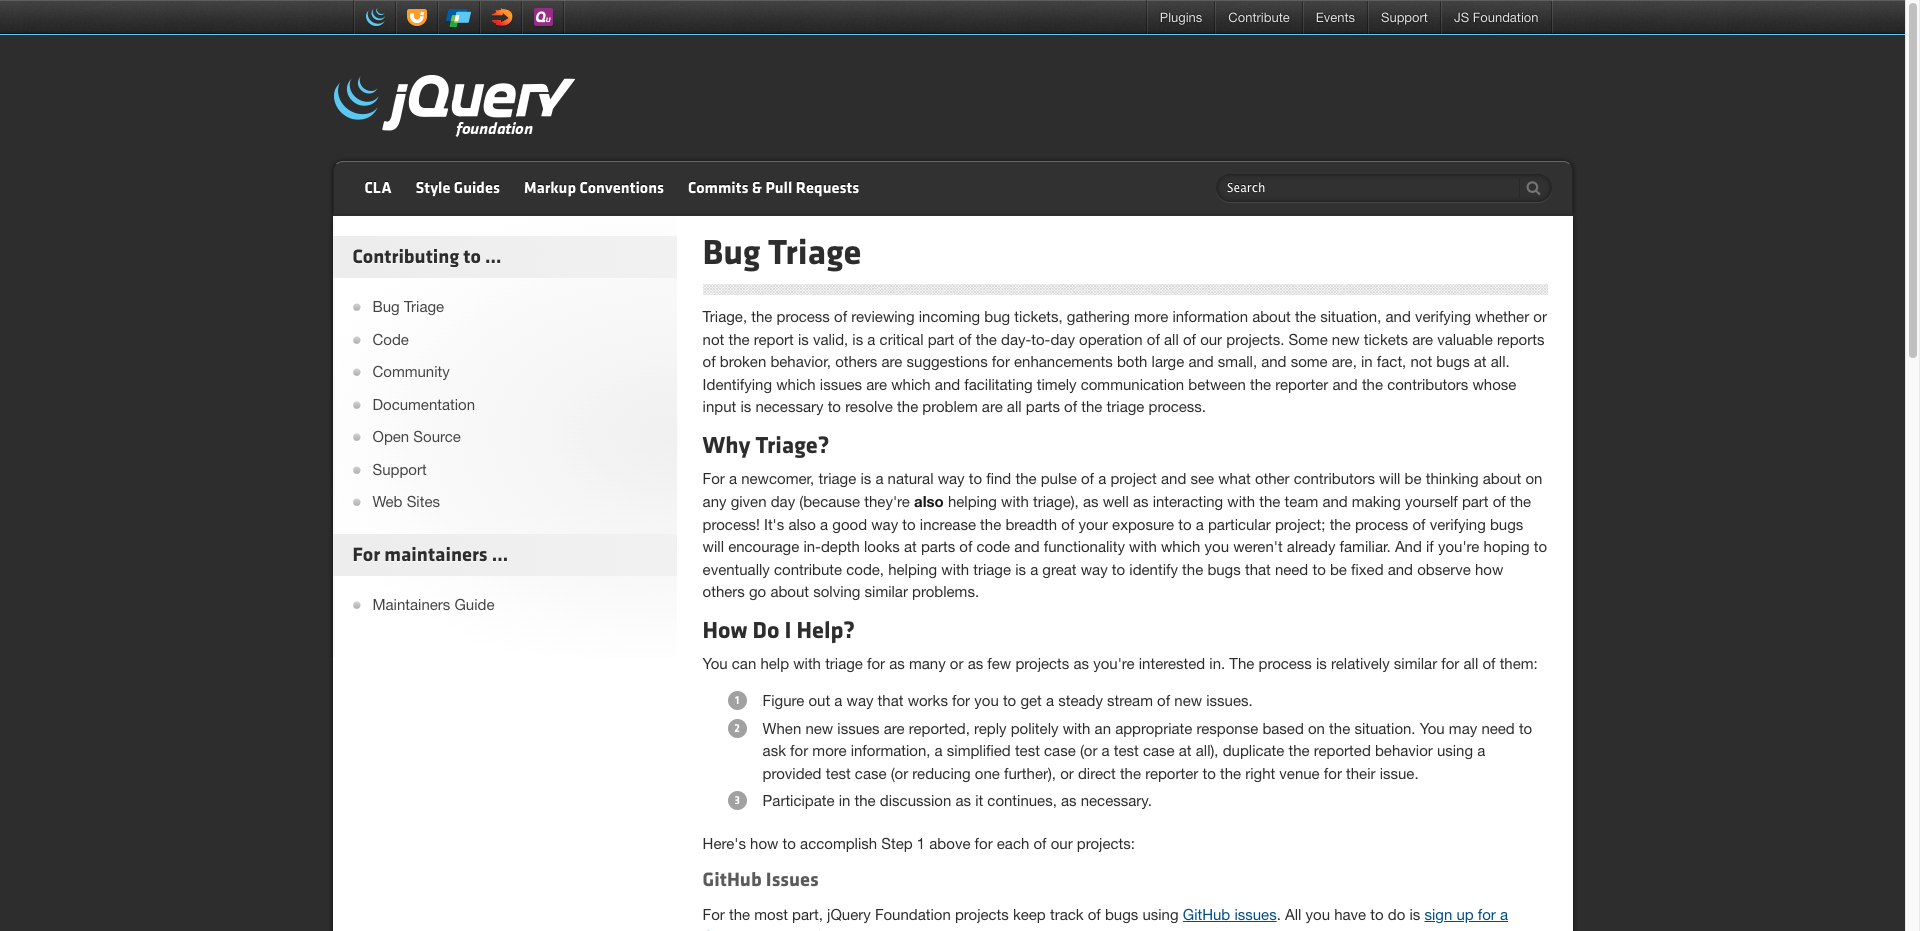 Qu
Plugins
Contribute
Events
Support
JS Foundation
jQuery
foundation
CLA
Style Guides
Markup Conventions
Commits & Pull Requests
Search
Contributing to ...
Bug Triage
Code
Community
Documentation
Open Source
Support
Web Sites
For maintainers ...
Maintainers Guide
Bug Triage
Triage, the process of reviewing incoming bug tickets, gathering more information about the situation, and verifying whether or
not the report is valid, is a critical part of the day-to-day operation of all of our projects. Some new tickets are valuable reports
of broken behavior, others are suggestions for enhancements both large and small, and some are, in fact, not bugs at all.
Identifying which issues are which and facilitating timely communication between the reporter and the contributors whose
input is necessary to resolve the problem are all parts of the triage process.
Why Triage?
For a newcomer, triage is a natural way to find the pulse of a project and see what other contributors will be thinking about on
any given day (because they're also helping with triage), as well as interacting with the team and making yourself part of the
process! It's also a good way to increase the breadth of your exposure to a particular project; the process of verifying bugs
will encourage in-depth looks at parts of code and functionality with which you weren't already familiar. And if you're hoping to
eventually contribute code, helping with triage is a great way to identify the bugs that need to be fixed and observe how
others go about solving similar problems.
How Do I Help?
You can help with triage for as many or as few projects as you're interested in. The process is relatively similar for all of them:
1 Figure out a way that works for you to get a steady stream of new issues.
2 When new issues are reported, reply politely with an appropriate response based on the situation. You may need to
ask for more information, a simplified test case (or a test case at all), duplicate the reported behavior using a
provided test case (or reducing one further), or direct the reporter to the right venue for their issue.
3 Participate in the discussion as it continues, as necessary.
Here's how to accomplish Step 1 above for each of our projects:
GitHub Issues
For the most part, jQuery Foundation projects keep track of bugs using GitHub issues. All you have to do is sign up for a